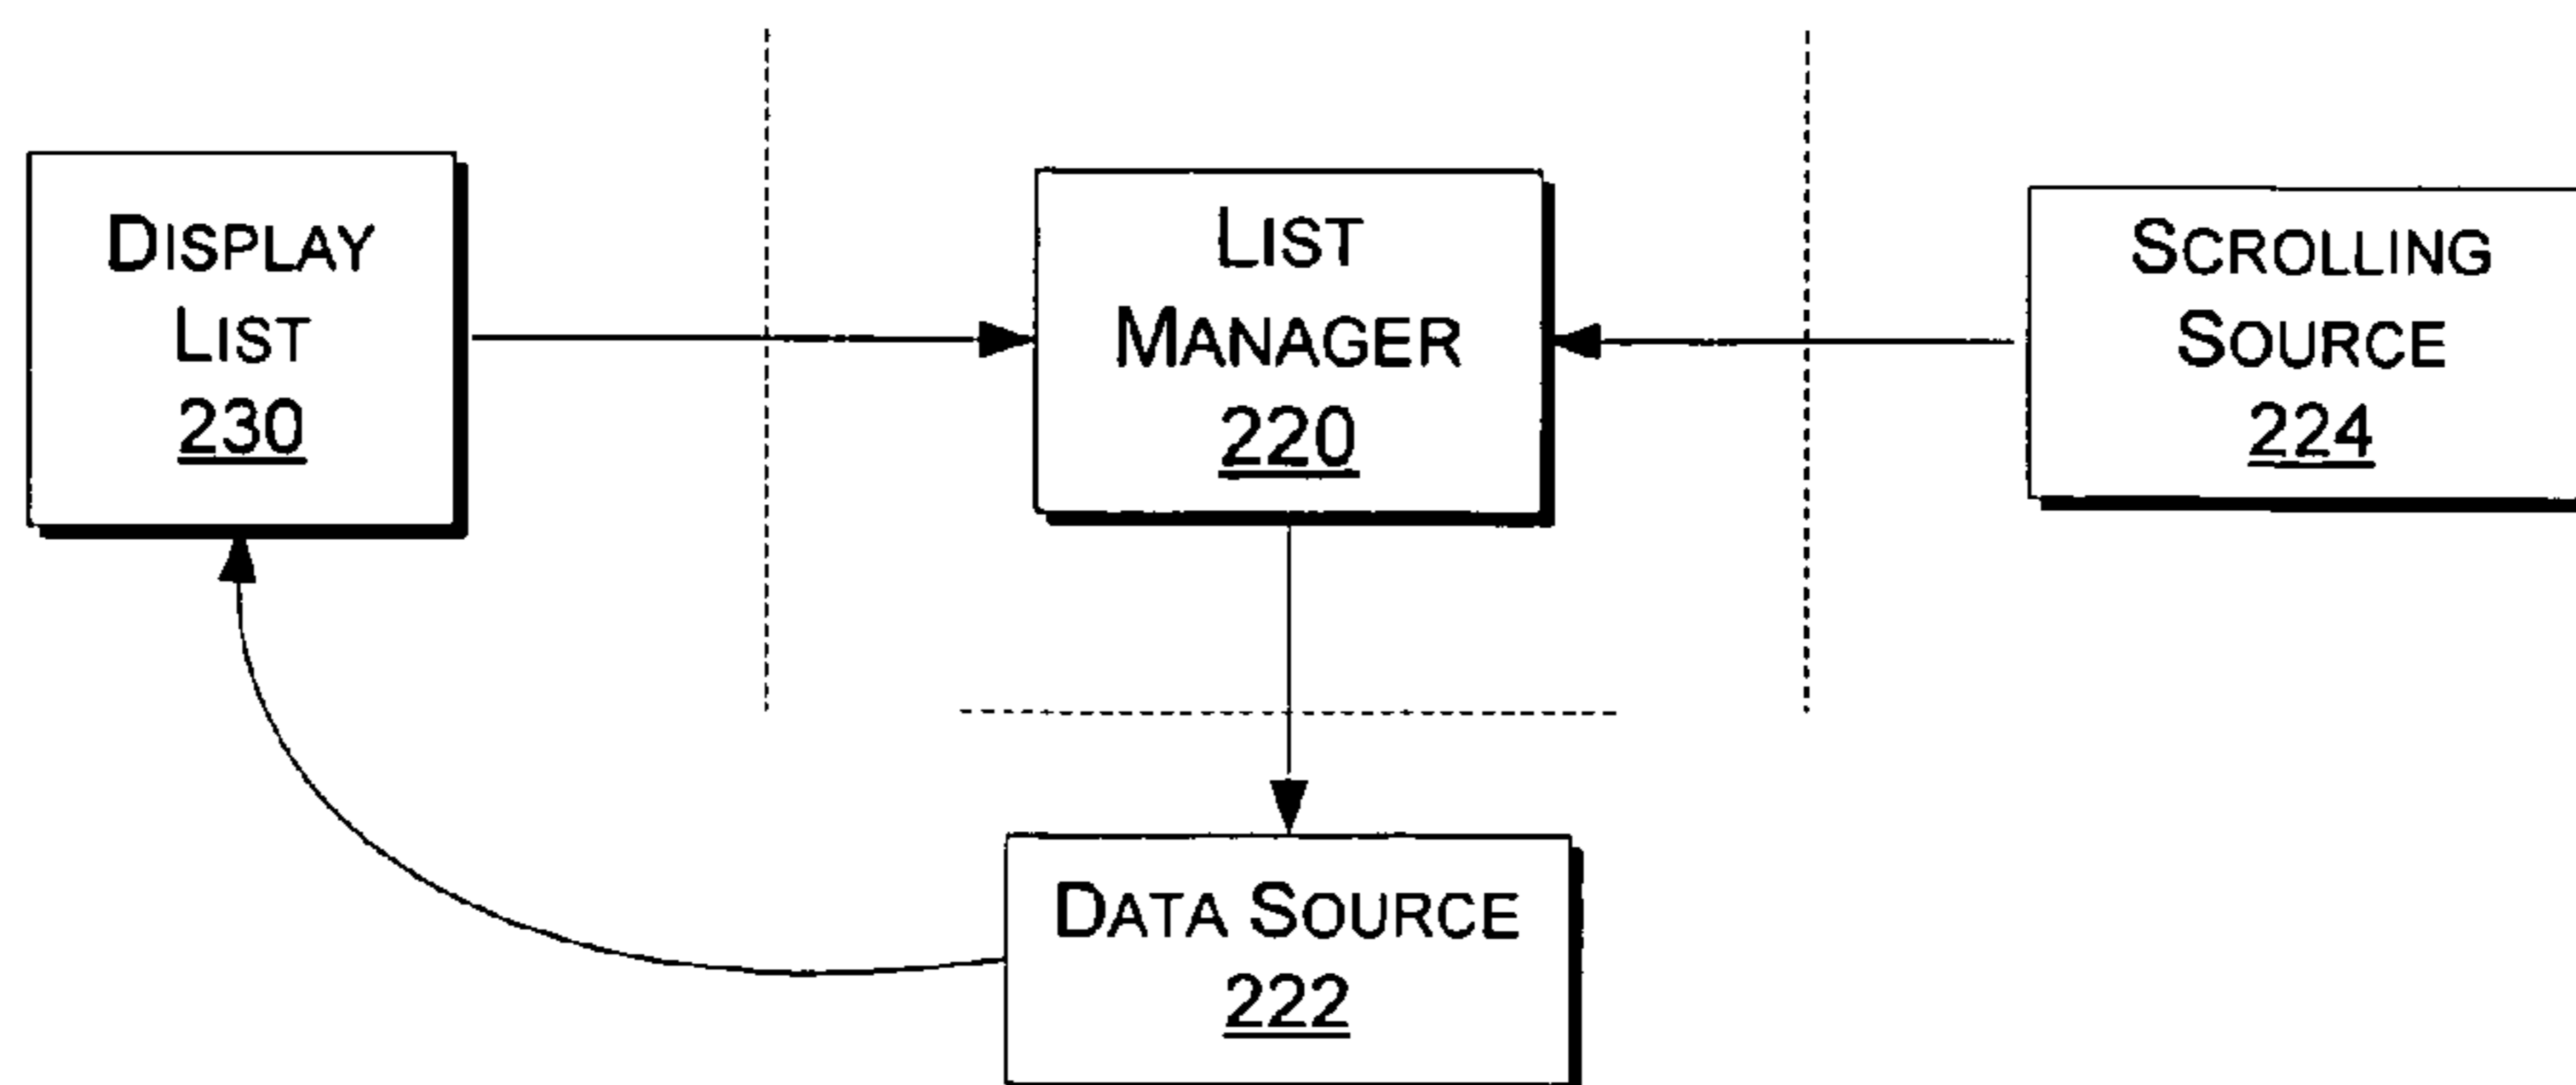 DISPLAY
LIST
230
LIST
MANAGER
220
SCROLLING
SOURCE
224
DATA SOURCE
222